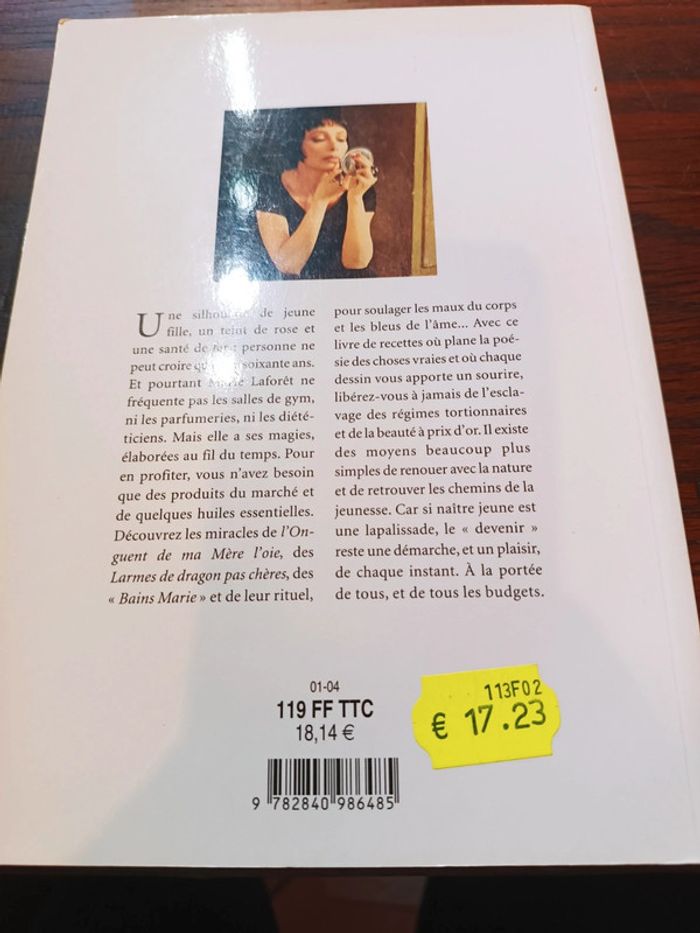 Une silhou de jeune
fille, un teint de rose et
une santé de fer : personne ne
peut croire qu' soixante ans.
Et pourtant Marie Laforêt ne
fréquente pas les salles de gym,
ni les parfumeries, ni les diété-
ticiens. Mais elle a ses magies,
élaborées au fil du temps. Pour
en profiter, vous n'avez besoin
que des produits du marché et
de quelques huiles essentielles.
Découvrez les miracles de l'On-
guent de ma Mère l'oie, des
Larmes de dragon pas chères, des
« Bains Marie » et de leur rituel,
pour soulager les maux du corps
et les bleus de l'âme... Avec ce
livre de recettes où plane la poé-
sie des choses vraies et où chaque
dessin vous apporte un sourire,
libérez-vous à jamais de l'escla-
vage des régimes tortionnaires
et de la beauté à prix d'or. Il existe
des moyens beaucoup plus
simples de renouer avec la nature
et de retrouver les chemins de la
jeunesse. Car si naître jeune est
une lapalissade, le « devenir »
reste une démarche, et un plaisir,
de chaque instant. À la portée
de tous, et de tous les budgets.
01-04
119 FF TTC
18,14 €
9 782840 986485
113F02
€ 17.23